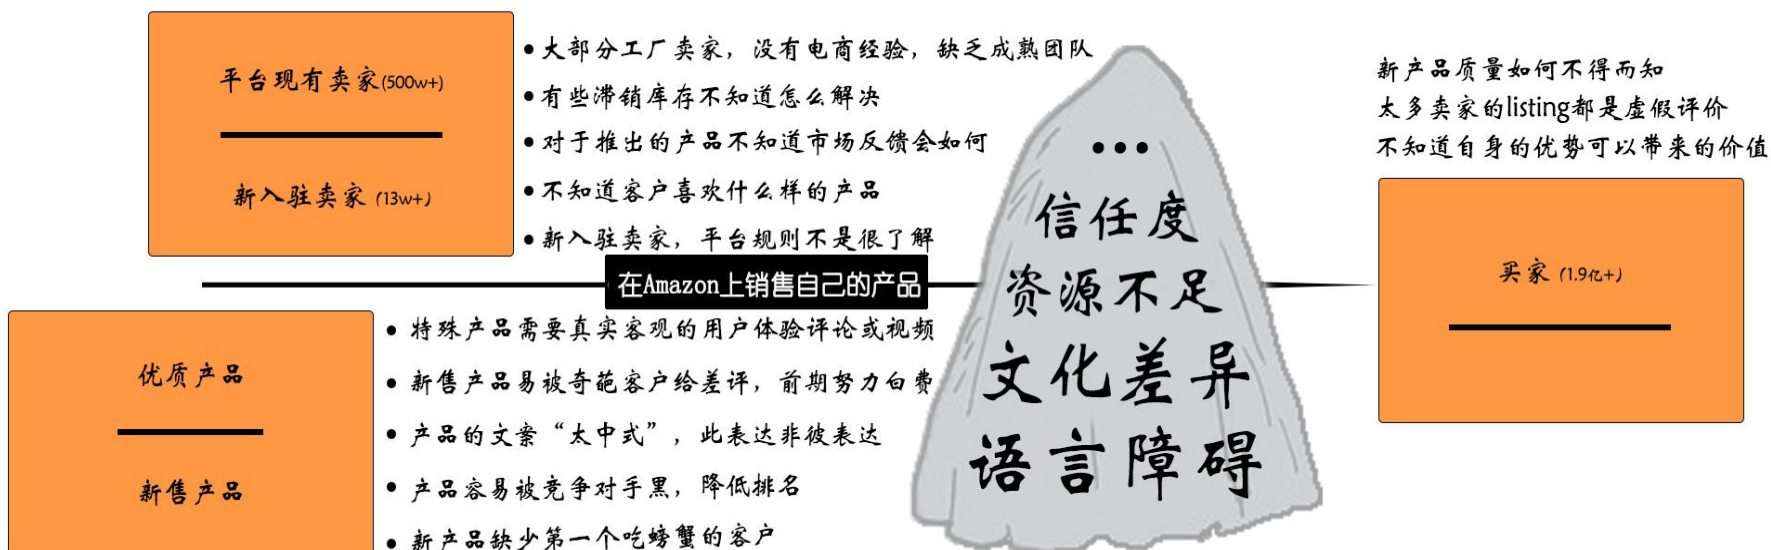 平台现有卖家(500w+)
新入驻卖家 (13w+)
• 大部分工厂卖家，没有电商经验，缺乏成熟团队
• 有些滞销库存不知道怎么解决
• 对于推出的产品不知道市场反馈会如何
• 不知道客户喜欢什么样的产品
• 新入驻卖家，平台规则不是很了解
在Amazon上销售自己的产品
优质产品
新售产品
• 特殊产品需要真实客观的用户体验评论或视频
• 新售产品易被奇葩客户给差评，前期努力白费
• 产品的文案“太中式”，此表达非彼表达
• 产品容易被竞争对手黑，降低排名
• 新产品缺少第一个吃螃蟹的客户
...
信任度
资源不足
文化差异
语言障碍
新产品质量如何不得而知
太多卖家的listing都是虚假评价
不知道自身的优势可以带来的价值
买家 (1.9亿+)